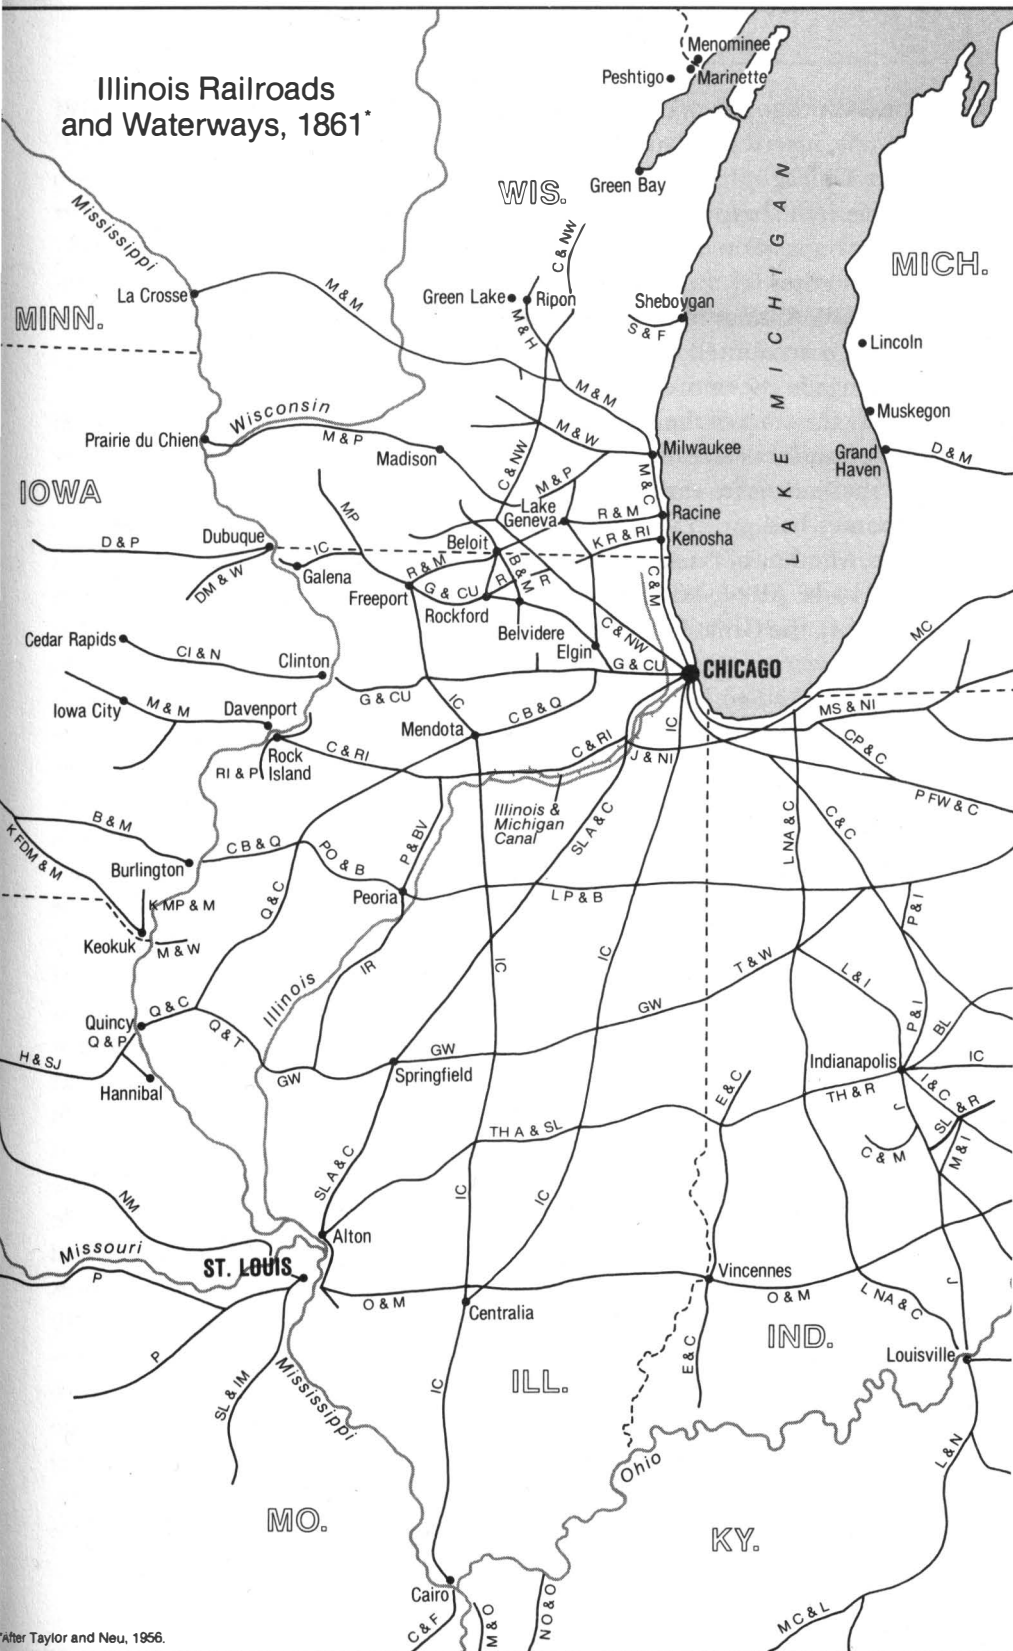 Illinois Railroads
and Waterways, 1861*
Menominee
Peshtigo
Marinette
Green Bay
WIS.
LAKE MICHIGAN
MICH.
Mississippi
La Crosse
MINN.
M & M
Green Lake
Ripon
C & NW
M & H
Sheboygan
S & F
Lincoln
Muskegon
Grand
Haven
D & M
Wisconsin
Prairie du Chien
M & P
Madison
M & M
M & W
Milwaukee
C & NW
M & P
M & C
IOWA
MP
Lake
Geneva
R & M
Racine
KR & RI
Kenosha
D & P
Dubuque
IC
Beloit
Galena
DM & W
R & M
B & M
R R
C & M
Freeport
G & CU
Rockford
Belvidere
Elgin
C & NW
Cedar Rapids
CI & N
Clinton
G & CU
CHICAGO
MC
G & CU
IC
CB & Q
Iowa City
M & M
Davenport
Mendota
IC
MS & NI
Rock
Island
RI & P
C & RI
C & RI
J & NI
CP & C
PFW & C
Illinois &
Michigan
Canal
SL A & C
LNA & C
C & C
B & M
K FDM & M
CB & Q
PO & B
P & BV
Burlington
Q & C
Peoria
LP & B
KMP & M
Keokuk
M & W
IR
IC
IC
T & W
L & I
P & I
Illinois
Quincy
Q & C
Q & P
Q & T
GW
P & I
BL
H & SJ
Hannibal
GW
GW
Springfield
Indianapolis
IC
E & C
TH & R
I & C
J
SL & R
C & M
M & I
TH A & SL
SL A & C
IC
IC
NM
Alton
Missouri
ST. LOUIS
P
O & M
Centralia
Vincennes
O & M
LNA & C
J
P
SL & IM
Mississippi
IC
ILL.
E & C
IND.
Louisville
MO.
Ohio
L & N
KY.
Cairo
C & F
M & O
NO & O
MC & L
*After Taylor and Neu, 1956.